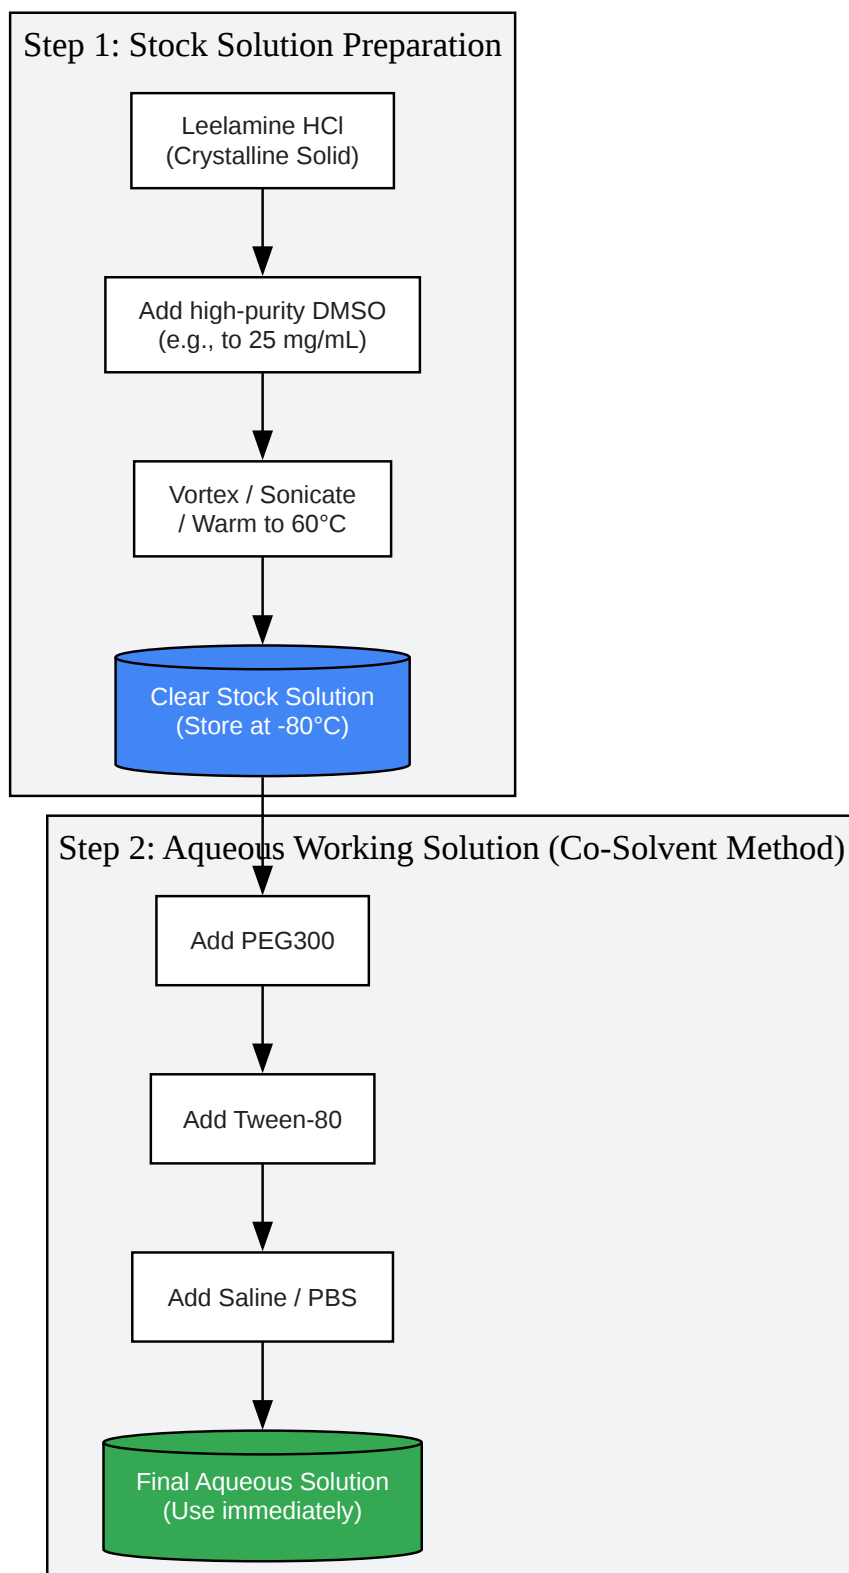 Step 1: Stock Solution Preparation
Leelamine HCl
(Crystalline Solid)
Add high-purity DMSO
(e.g., to 25 mg/mL)
Vortex / Sonicate
/ Warm to 60°C
Clear Stock Solution
(Store at -80°C)
Step 2: Aqueous Working Solution (Co-Solvent Method)
Add PEG300
Add Tween-80
Add Saline / PBS
Final Aqueous Solution
(Use immediately)